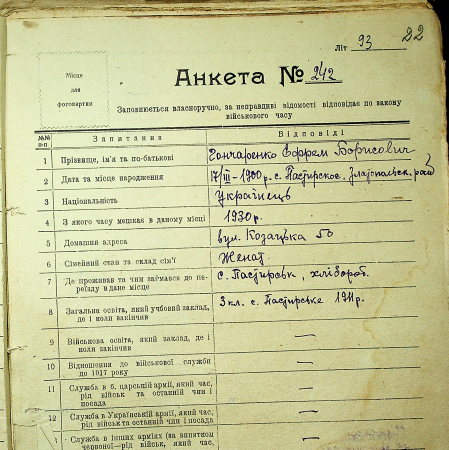 Літ 93 22
Місце
для
фотокартки
Анкета № 242
Заповнюється власноручно, за неправдиві відомості відповідає по закону
військового часу
№№
п-п
Запитання
Відповіді
1 Прізвище, ім'я та по-батькові Гончаренко Єфрем Борисович
2 Дата та місце народження 17/III – 1900 р. с. Пастирское, рай
3 Національність Українець
4 З якого часу мешкає в даному місці 1930 р.
5 Домашня адреса вул. Козацька 50
6 Сімейний стан та склад сім'ї Женат.
7 Де проживав та чим займався до пе-
реїзду в дане місце с. Пастирськ, хлібороб.
8 Загальна освіта, який учбовий заклад,
де і коли закінчив 3 кл. с. Пастирське 1911 р.
9 Військова освіта, який заклад, де і
коли закінчив —
10 Відношення до військової служби
до 1917 року —
11 Служба в б. царській армії, який час,
рід військ та останній чин і
посада —
12 Служба в Українській армії, який час,
рід військ та останній чин і посада —
Служба в інших арміях (за винятком
червоної—рід військ, який час, —